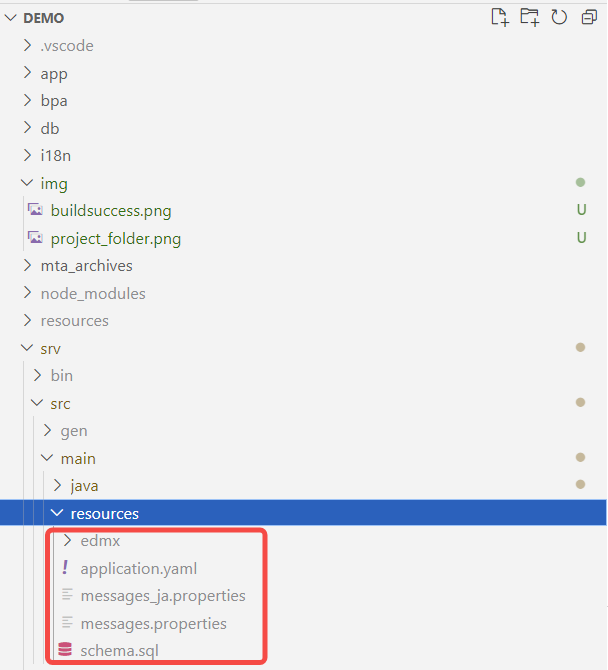 DEMO
.vscode
app
bpa
db
i18n
img
buildsuccess.png U
project_folder.png U
mta_archives
node_modules
resources
srv
bin
src
gen
main
java
resources
edmx
! application.yaml
messages_ja.properties
messages.properties
schema.sql